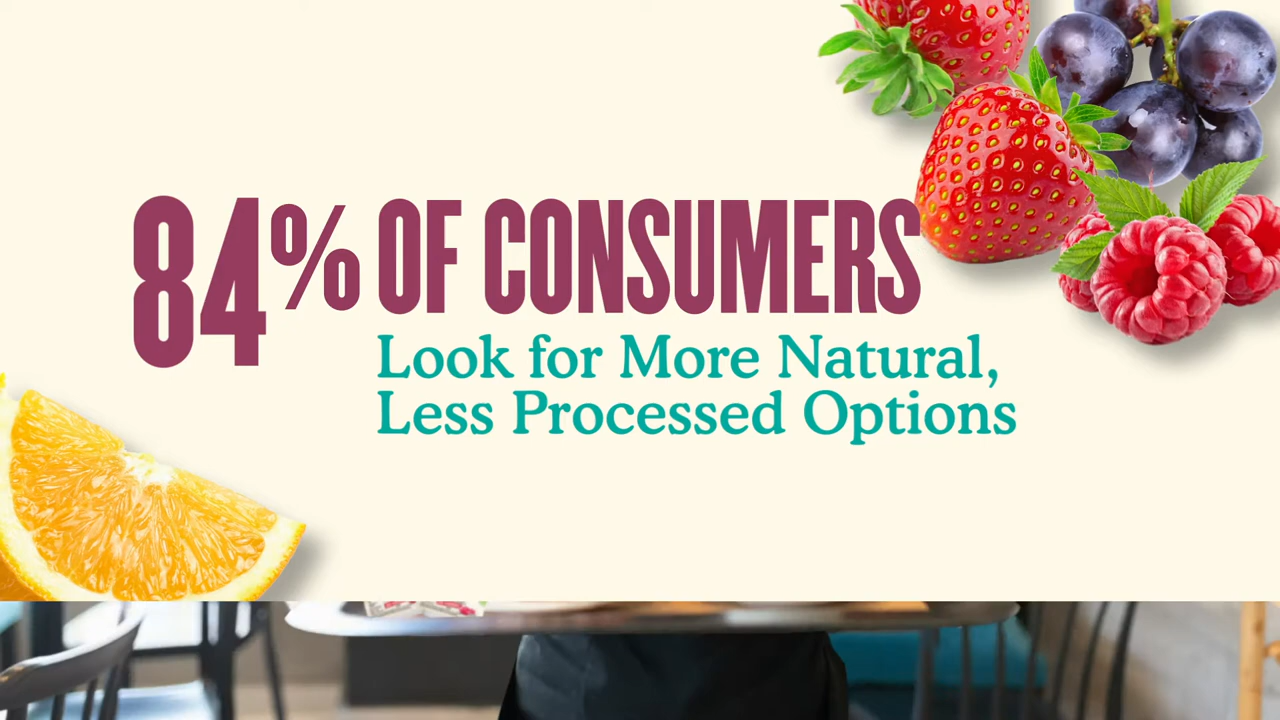 84% OF CONSUMERS
Look for More Natural,
Less Processed Options